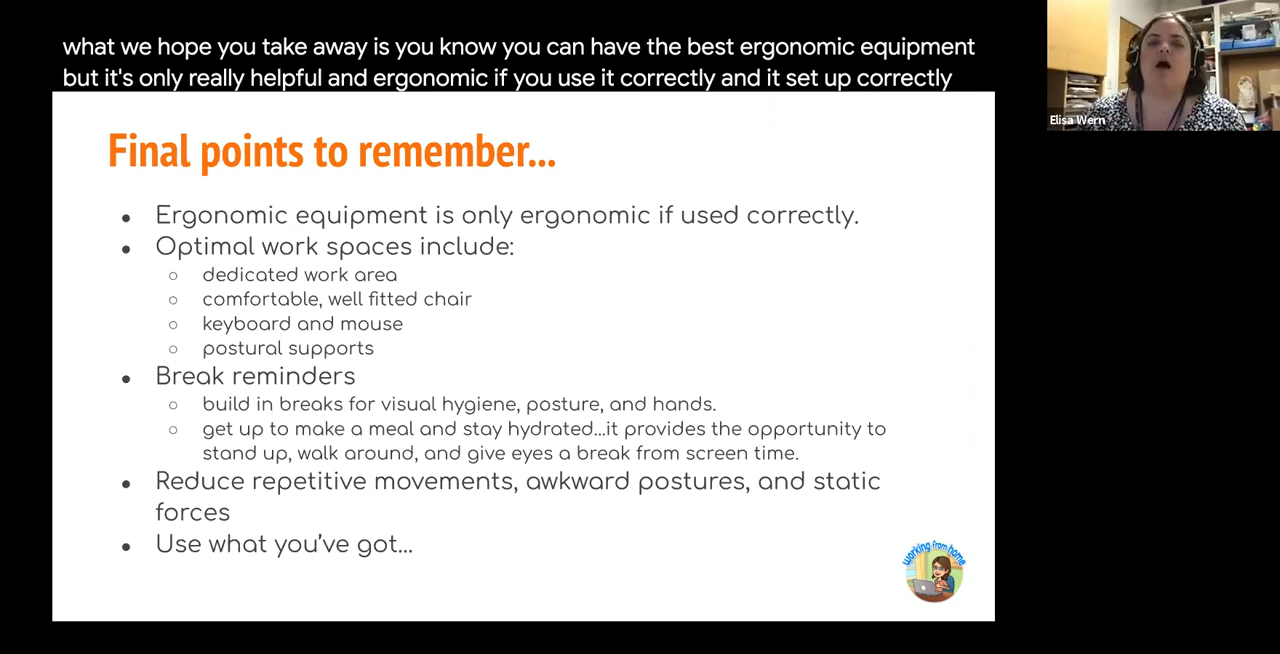 what we hope you take away is you know you can have the best ergonomic equipment
but it's only really helpful and ergonomic if you use it correctly and it set up correctly
Elisa Wern
Final points to remember...
● Ergonomic equipment is only ergonomic if used correctly.
● Optimal work spaces include:
○ dedicated work area
○ comfortable, well fitted chair
○ keyboard and mouse
○ postural supports
● Break reminders
○ build in breaks for visual hygiene, posture, and hands.
○ get up to make a meal and stay hydrated...it provides the opportunity to
stand up, walk around, and give eyes a break from screen time.
● Reduce repetitive movements, awkward postures, and static
forces
● Use what you've got...
working from home